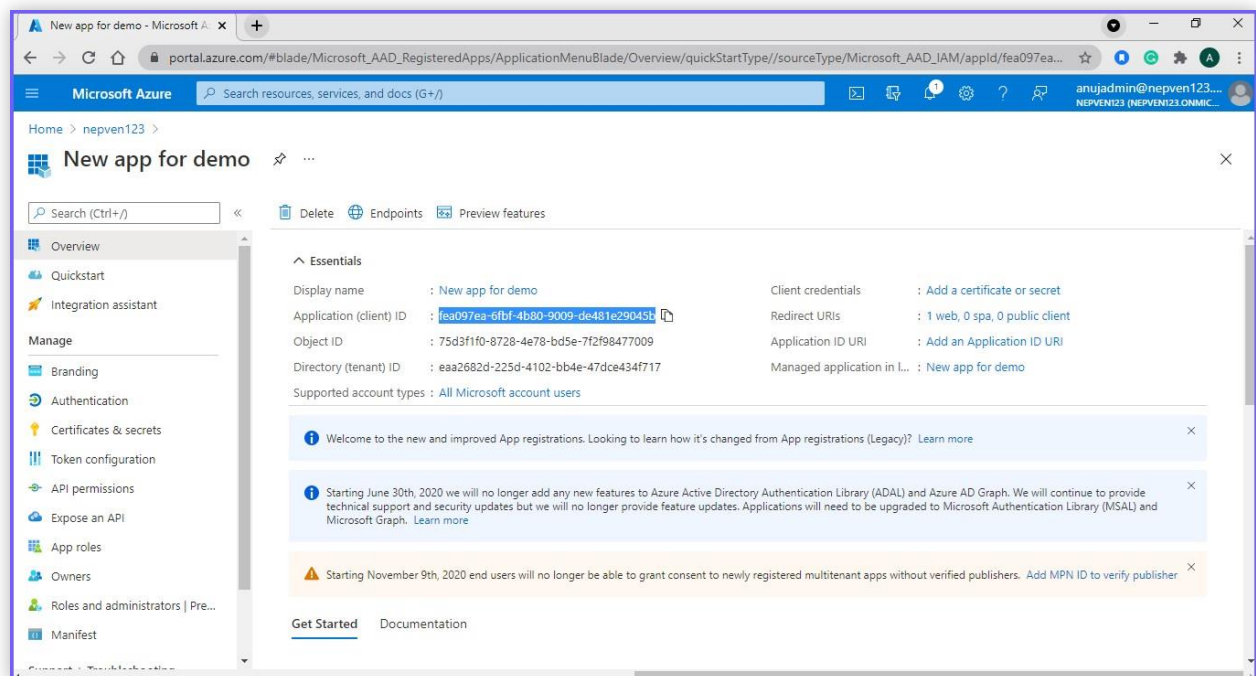 New app for demo - Microsoft A
portal.azure.com/#blade/Microsoft_AAD_RegisteredApps/ApplicationMenuBlade/Overview/quickStartType//sourceType/Microsoft_AAD_IAM/appId/fea097ea...
A
Microsoft Azure
Search resources, services, and docs (G+/)
1
anujadmin@nepven123....
NEPVEN123 (NEPVEN123.ONMIC...
Home > nepven123 >
New app for demo
Search (Ctrl+/)
Delete Endpoints Preview features
Overview
Quickstart
Integration assistant
Manage
Branding
Authentication
Certificates & secrets
Token configuration
API permissions
Expose an API
App roles
Owners
Roles and administrators | Pre...
Manifest
Support + Troubleshooting
Essentials
Display name : New app for demo
Application (client) ID : fea097ea-6fbf-4b80-9009-de481e29045b
Object ID : 75d3f1f0-8728-4e78-bd5e-7f2f98477009
Directory (tenant) ID : eaa2682d-225d-4102-bb4e-47dce434f717
Supported account types : All Microsoft account users
Client credentials : Add a certificate or secret
Redirect URIs : 1 web, 0 spa, 0 public client
Application ID URI : Add an Application ID URI
Managed application in l... : New app for demo
Welcome to the new and improved App registrations. Looking to learn how it's changed from App registrations (Legacy)? Learn more
Starting June 30th, 2020 we will no longer add any new features to Azure Active Directory Authentication Library (ADAL) and Azure AD Graph. We will continue to provide
technical support and security updates but we will no longer provide feature updates. Applications will need to be upgraded to Microsoft Authentication Library (MSAL) and
Microsoft Graph. Learn more
Starting November 9th, 2020 end users will no longer be able to grant consent to newly registered multitenant apps without verified publishers. Add MPN ID to verify publisher
Get Started Documentation